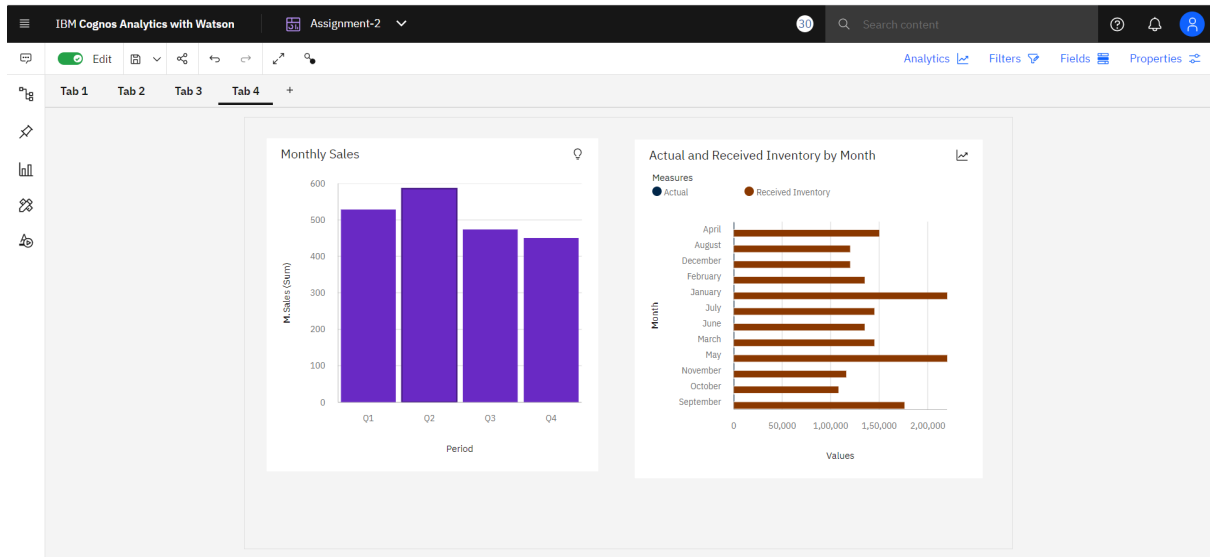 IBM Cognos Analytics with Watson
Assignment-2
30
Search content
Edit
Analytics
Filters
Fields
Properties
Tab 1
Tab 2
Tab 3
Tab 4
+
Monthly Sales
600
500
400
300
200
100
0
M.Sales (Sum)
Q1
Q2
Q3
Q4
Period
Actual and Received Inventory by Month
Measures
Actual
Received Inventory
Month
April
August
December
February
January
July
June
March
May
November
October
September
0
50,000
1,00,000
1,50,000
2,00,000
Values